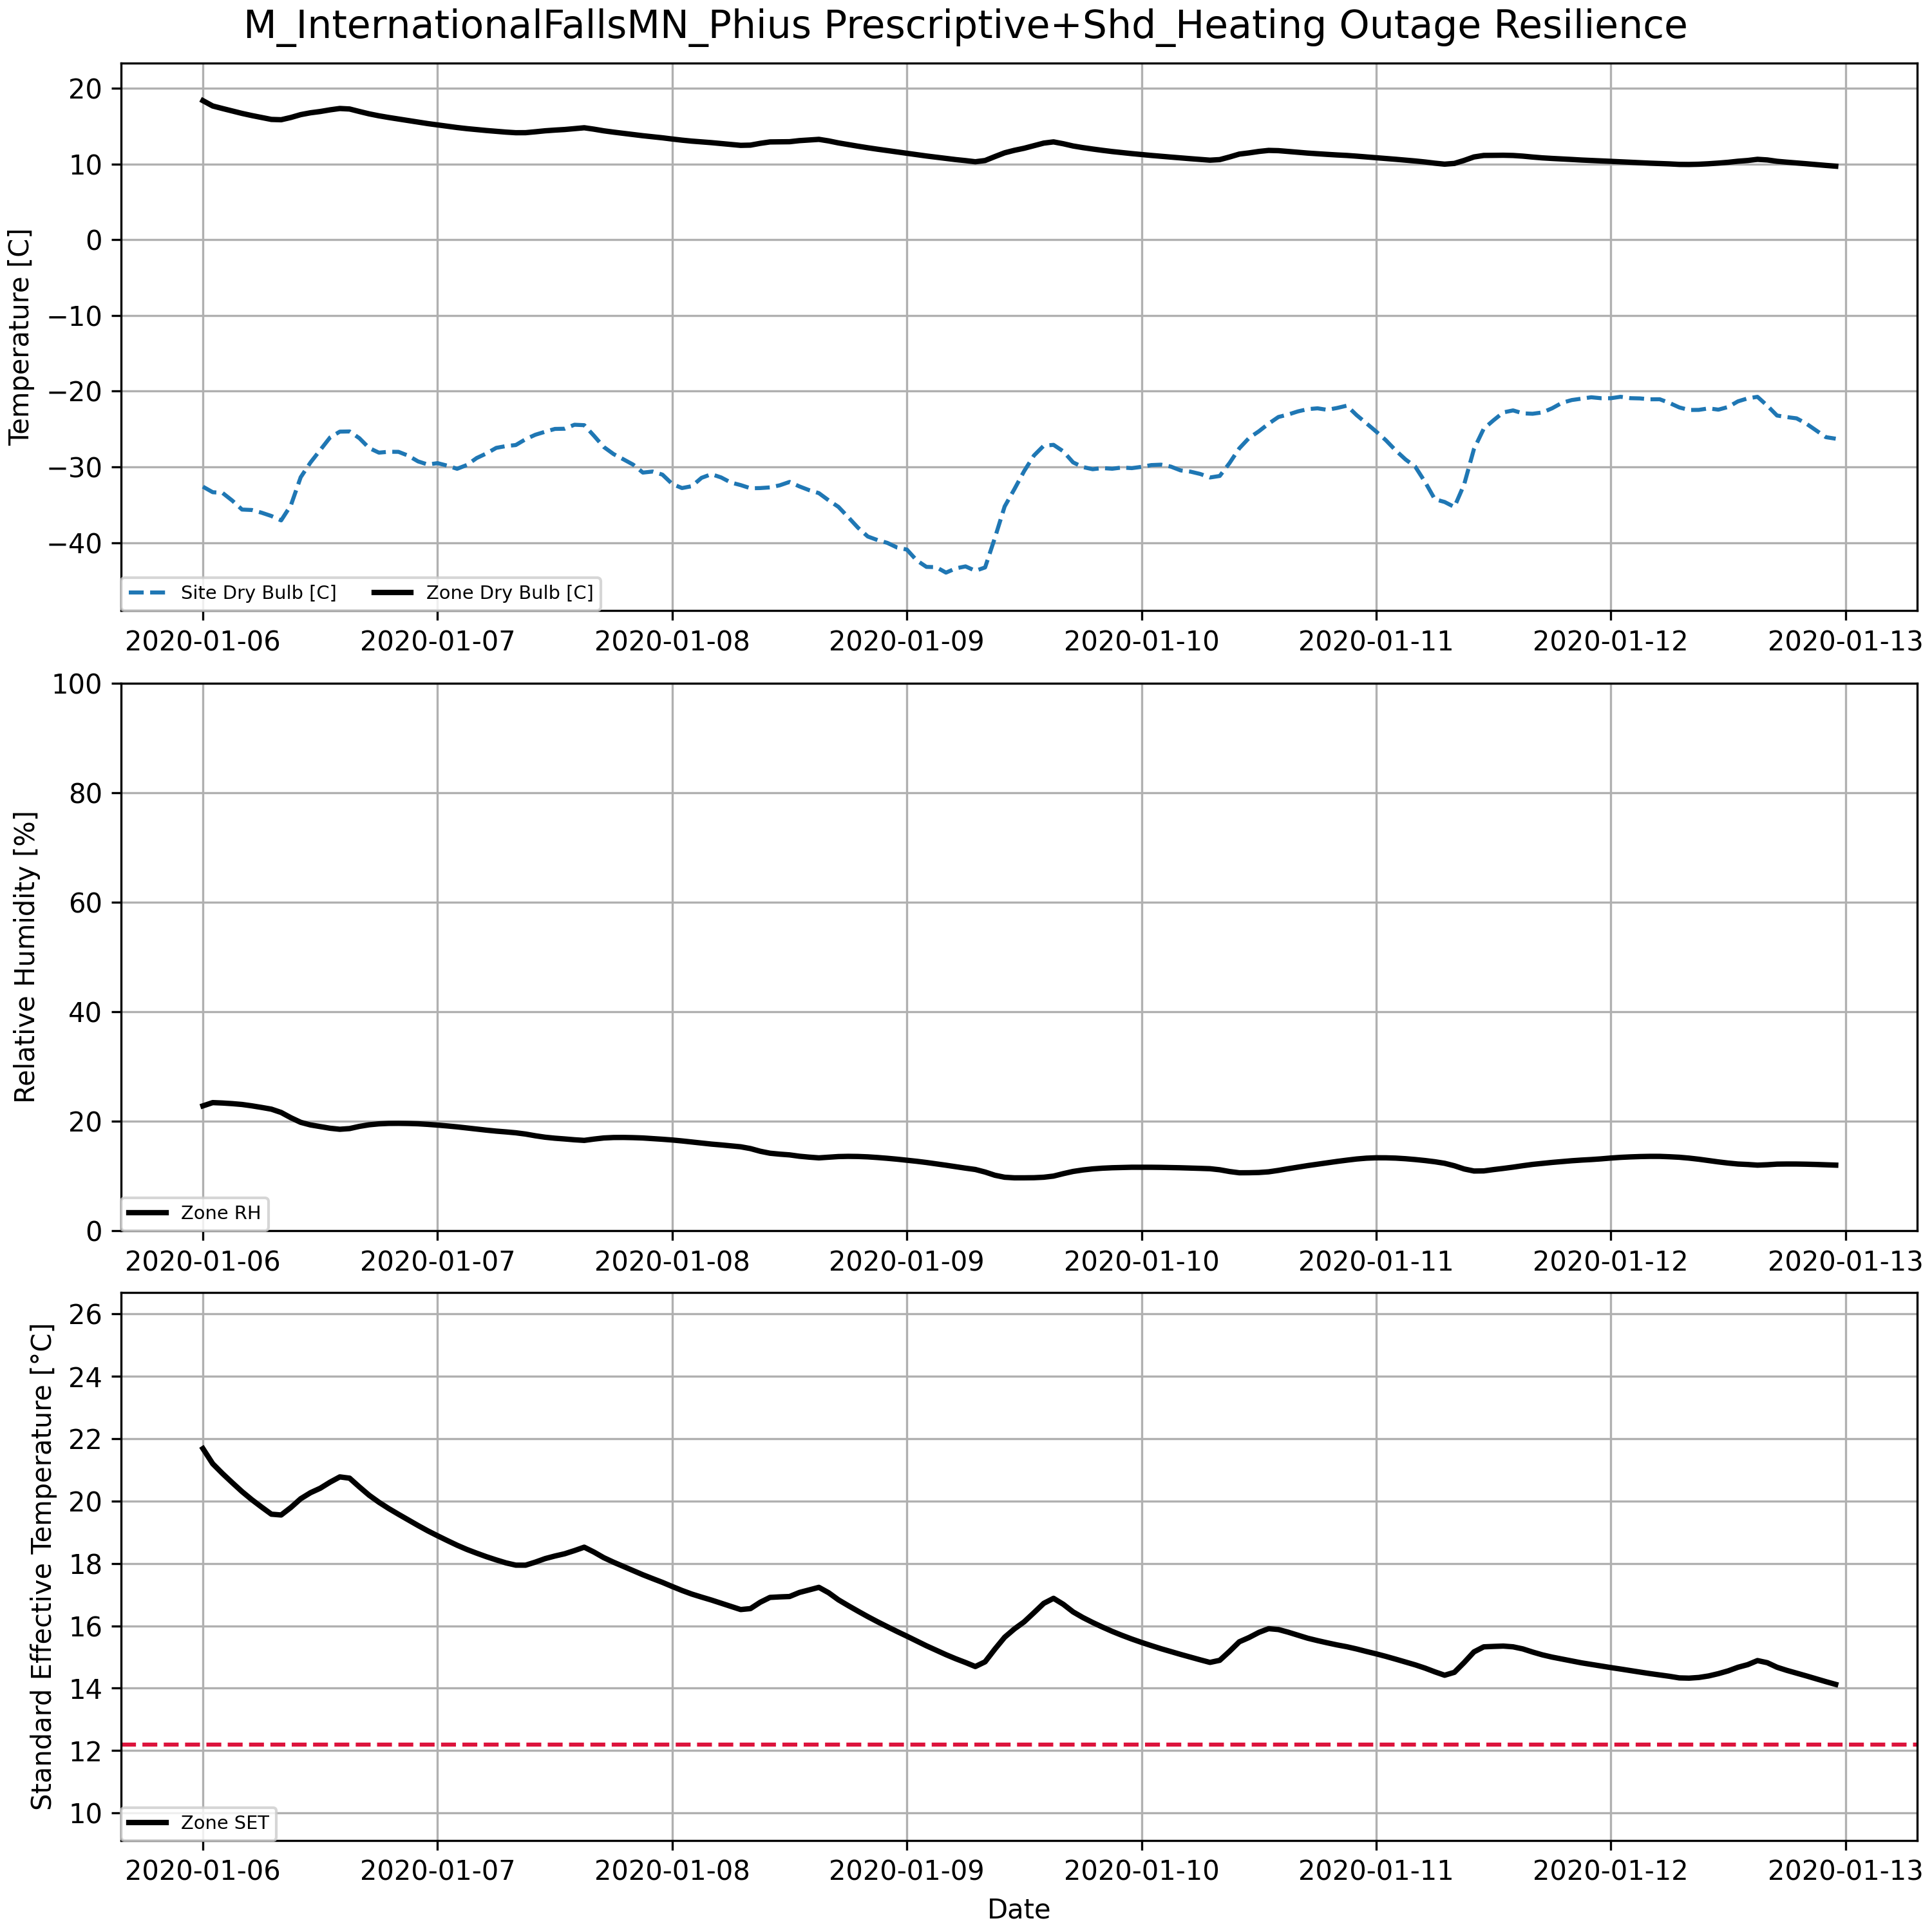 M_InternationalFallsMN_Phius Prescriptive+Shd_Heating Outage Resilience
Temperature [C]
20
10
0
−10
−20
−30
−40
Site Dry Bulb [C] Zone Dry Bulb [C]
2020-01-06 2020-01-07 2020-01-08 2020-01-09 2020-01-10 2020-01-11 2020-01-12 2020-01-13
Relative Humidity [%]
100
80
60
40
20
0
Zone RH
2020-01-06 2020-01-07 2020-01-08 2020-01-09 2020-01-10 2020-01-11 2020-01-12 2020-01-13
Standard Effective Temperature [°C]
26
24
22
20
18
16
14
12
10
Zone SET
2020-01-06 2020-01-07 2020-01-08 2020-01-09 2020-01-10 2020-01-11 2020-01-12 2020-01-13
Date